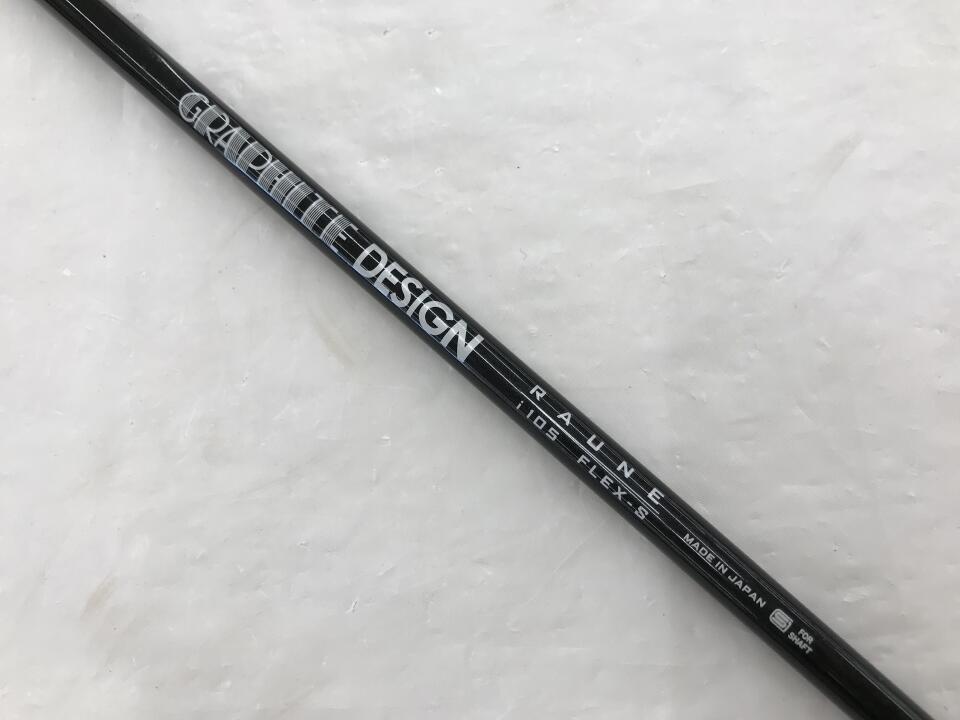 GRAPHITE DESIGN
RAUNE
i105 FLEX-S
MADE IN JAPAN
S FOR
SHAFT